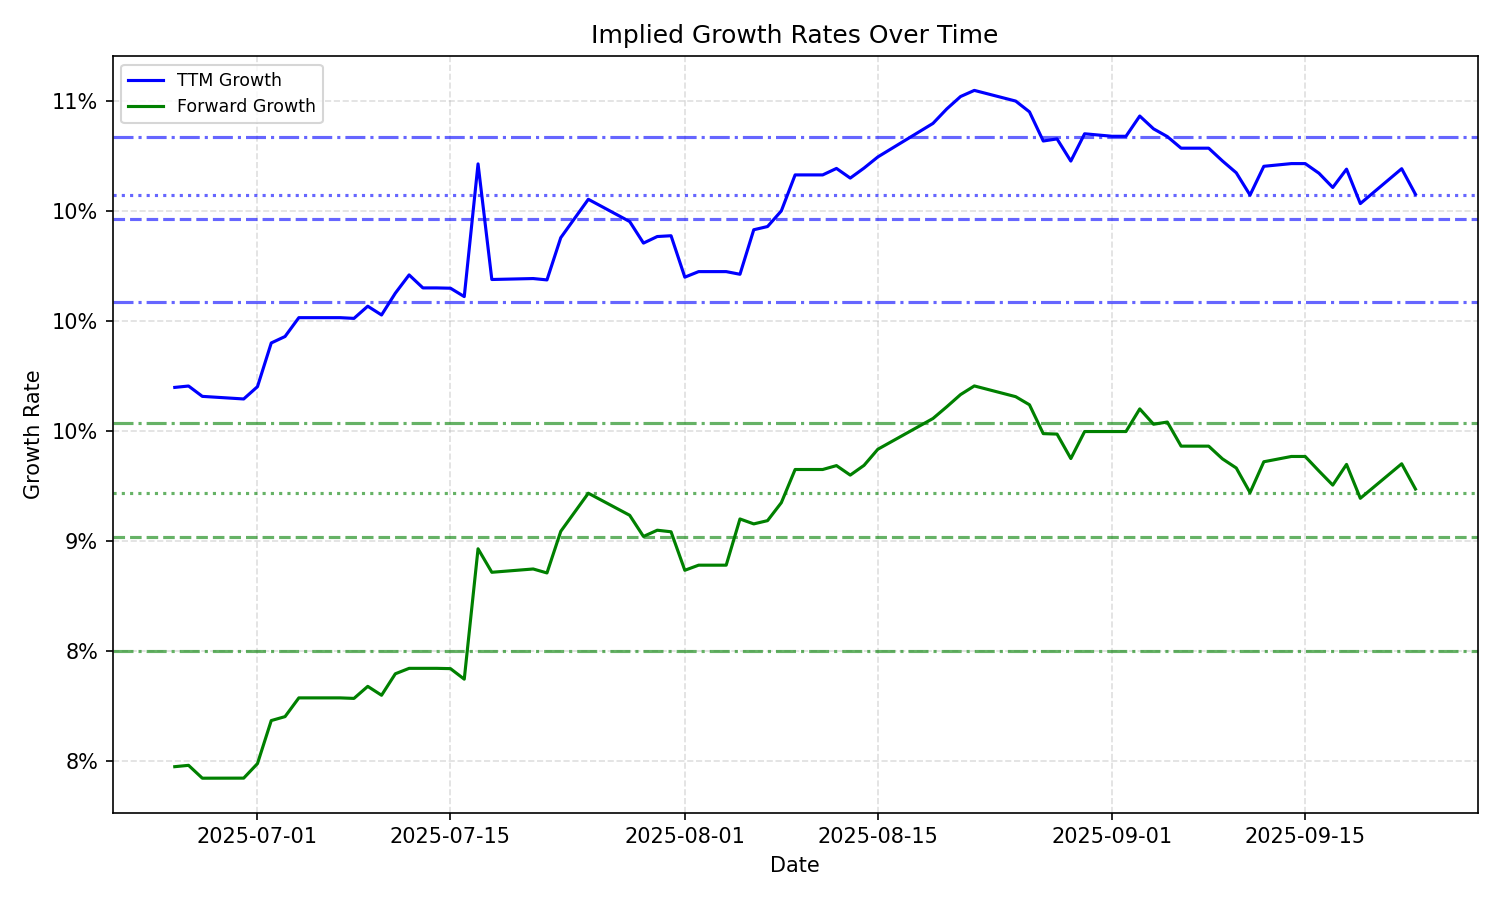 Implied Growth Rates Over Time
TTM Growth
Forward Growth
11%
10%
10%
10%
9%
8%
8%
Growth Rate
2025-07-01
2025-07-15
2025-08-01
2025-08-15
2025-09-01
2025-09-15
Date